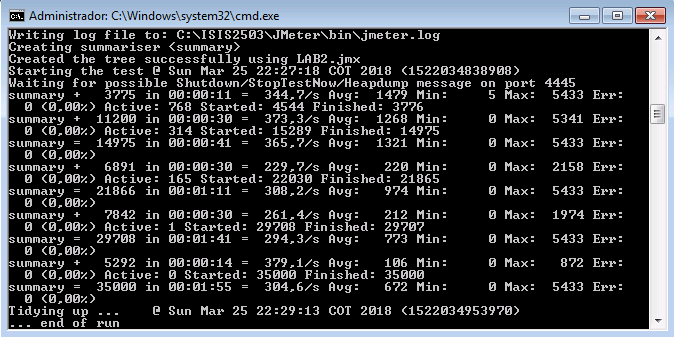 Administrador: C:\Windows\system32\cmd.exe
Writing log file to: C:\ISIS2503\JMeter\bin\jmeter.log
Creating summariser <summary>
Created the tree successfully using LAB2.jmx
Starting the test @ Sun Mar 25 22:27:18 COT 2018 (1522034838908)
Waiting for possible Shutdown/StopTestNow/Heapdump message on port 4445
summary +   3775 in 00:00:11 =  344,7/s Avg:  1479 Min:     5 Max:  5433 Err:
  0 (0,00%) Active: 768 Started: 4544 Finished: 3776
summary +  11200 in 00:00:30 =  373,3/s Avg:  1268 Min:     0 Max:  5341 Err:
  0 (0,00%) Active: 314 Started: 15289 Finished: 14975
summary =  14975 in 00:00:41 =  365,7/s Avg:  1321 Min:     0 Max:  5433 Err:
  0 (0,00%)
summary +   6891 in 00:00:30 =  229,7/s Avg:   220 Min:     0 Max:  2158 Err:
  0 (0,00%) Active: 165 Started: 22030 Finished: 21865
summary =  21866 in 00:01:11 =  308,2/s Avg:   974 Min:     0 Max:  5433 Err:
  0 (0,00%)
summary +   7842 in 00:00:30 =  261,4/s Avg:   212 Min:     0 Max:  1974 Err:
  0 (0,00%) Active: 1 Started: 29708 Finished: 29707
summary =  29708 in 00:01:41 =  294,3/s Avg:   773 Min:     0 Max:  5433 Err:
  0 (0,00%)
summary +   5292 in 00:00:14 =  379,1/s Avg:   106 Min:     0 Max:   872 Err:
  0 (0,00%) Active: 0 Started: 35000 Finished: 35000
summary =  35000 in 00:01:55 =  304,6/s Avg:   672 Min:     0 Max:  5433 Err:
  0 (0,00%)
Tidying up ...    @ Sun Mar 25 22:29:13 COT 2018 (1522034953970)
... end of run